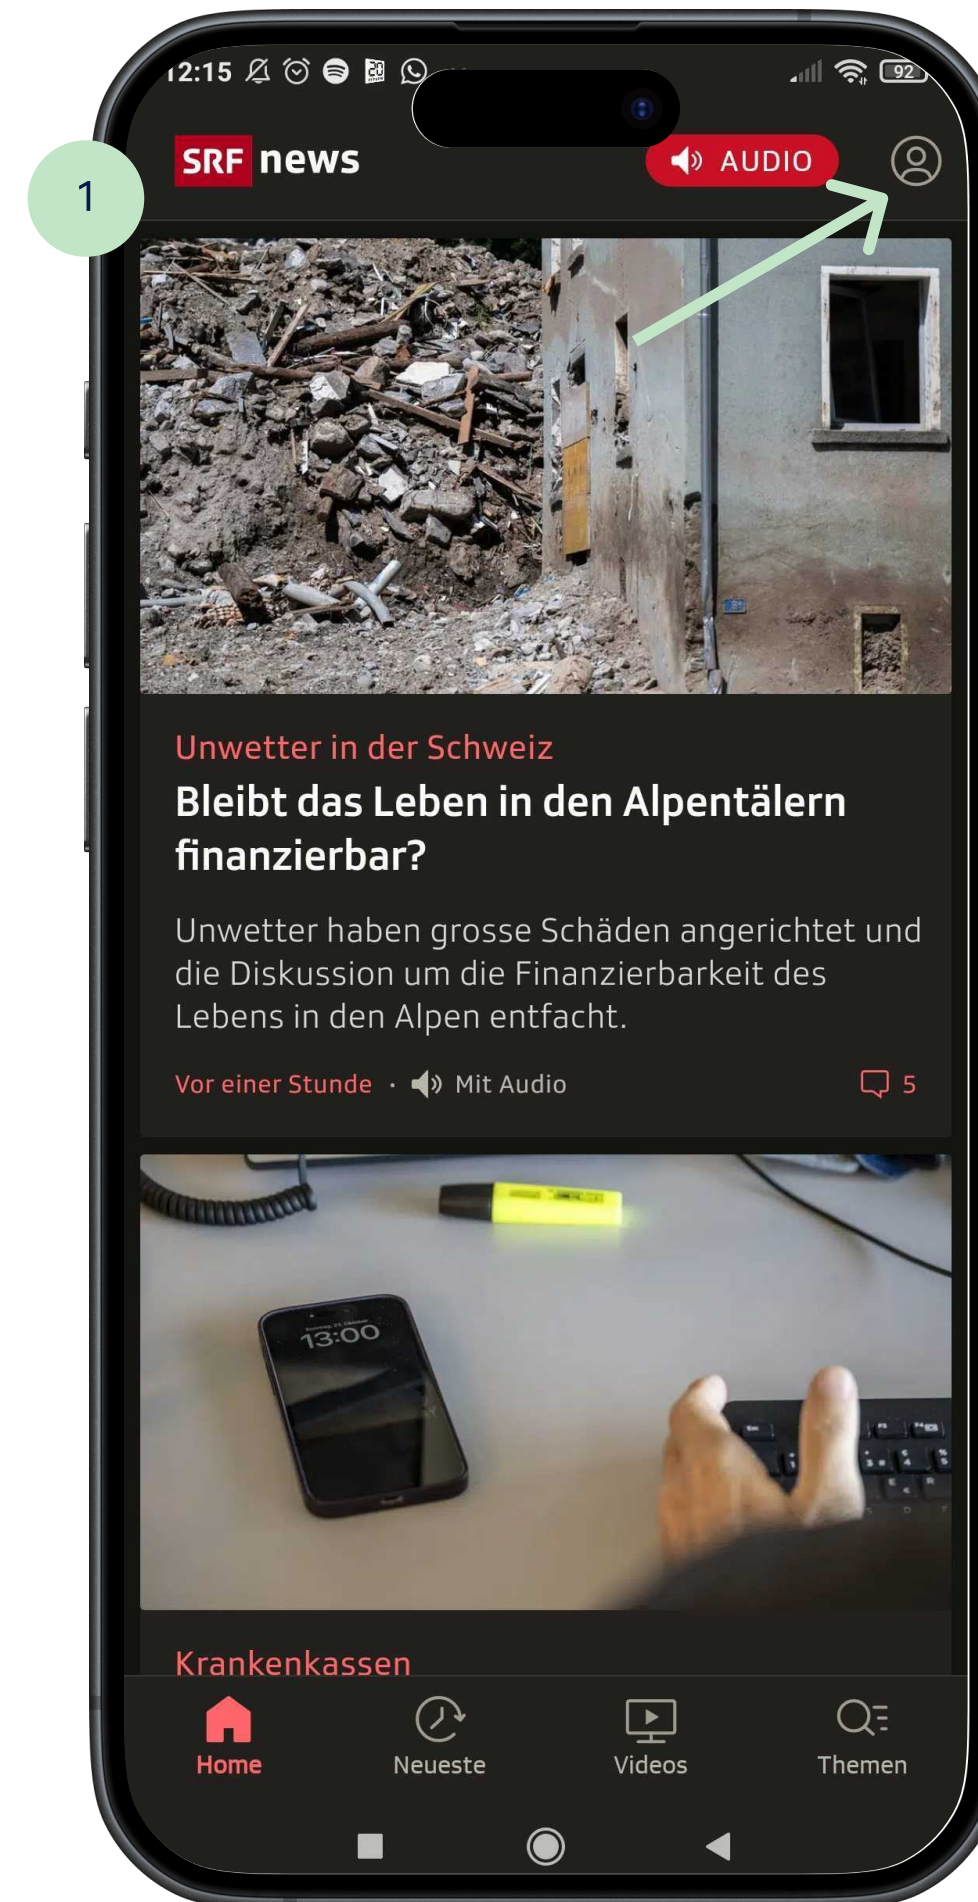 12:15
92
SRF news
AUDIO
1
Unwetter in der Schweiz
Bleibt das Leben in den Alpentälern
finanzierbar?
Unwetter haben grosse Schäden angerichtet und
die Diskussion um die Finanzierbarkeit des
Lebens in den Alpen entfacht.
Vor einer Stunde · Mit Audio 5
13:00
Krankenkassen
Home Neueste Videos Themen